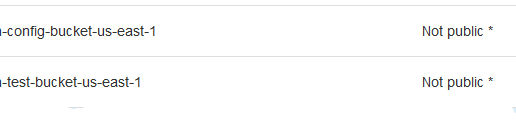 -config-bucket-us-east-1 Not public *
-test-bucket-us-east-1 Not public *